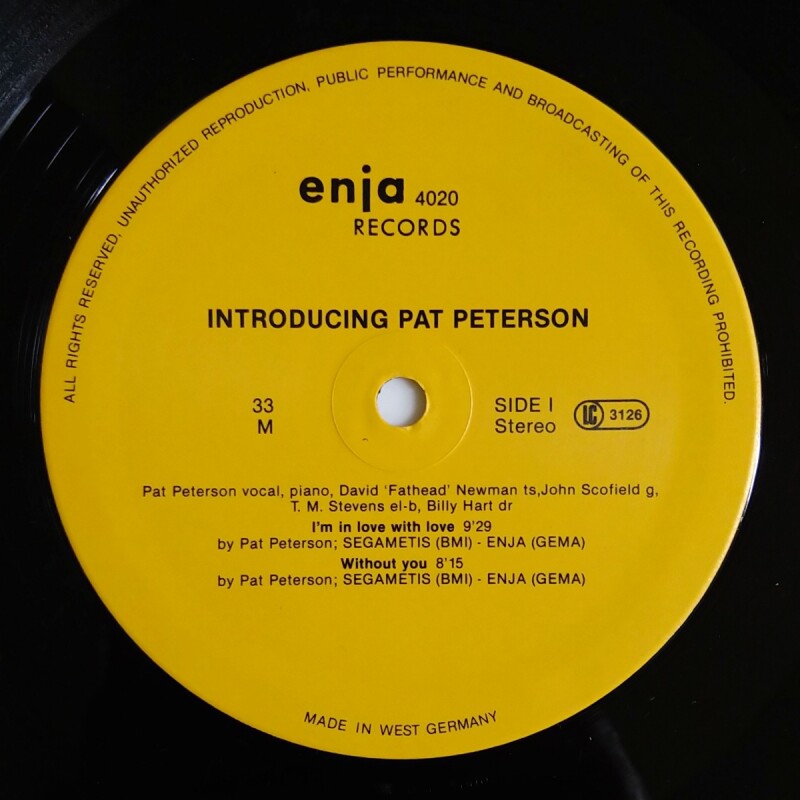 ALL RIGHTS RESERVED, UNAUTHORIZED REPRODUCTION, PUBLIC PERFORMANCE AND BROADCASTING OF THIS RECORDING PROHIBITED.
enja 4020
RECORDS
INTRODUCING PAT PETERSON
33
M
SIDE I
Stereo
LC 3126
Pat Peterson vocal, piano, David 'Fathead' Newman ts,John Scofield g,
T. M. Stevens el-b, Billy Hart dr
I'm in love with love 9'29
by Pat Peterson; SEGAMETIS (BMI) - ENJA (GEMA)
Without you 8'15
by Pat Peterson; SEGAMETIS (BMI) - ENJA (GEMA)
MADE IN WEST GERMANY